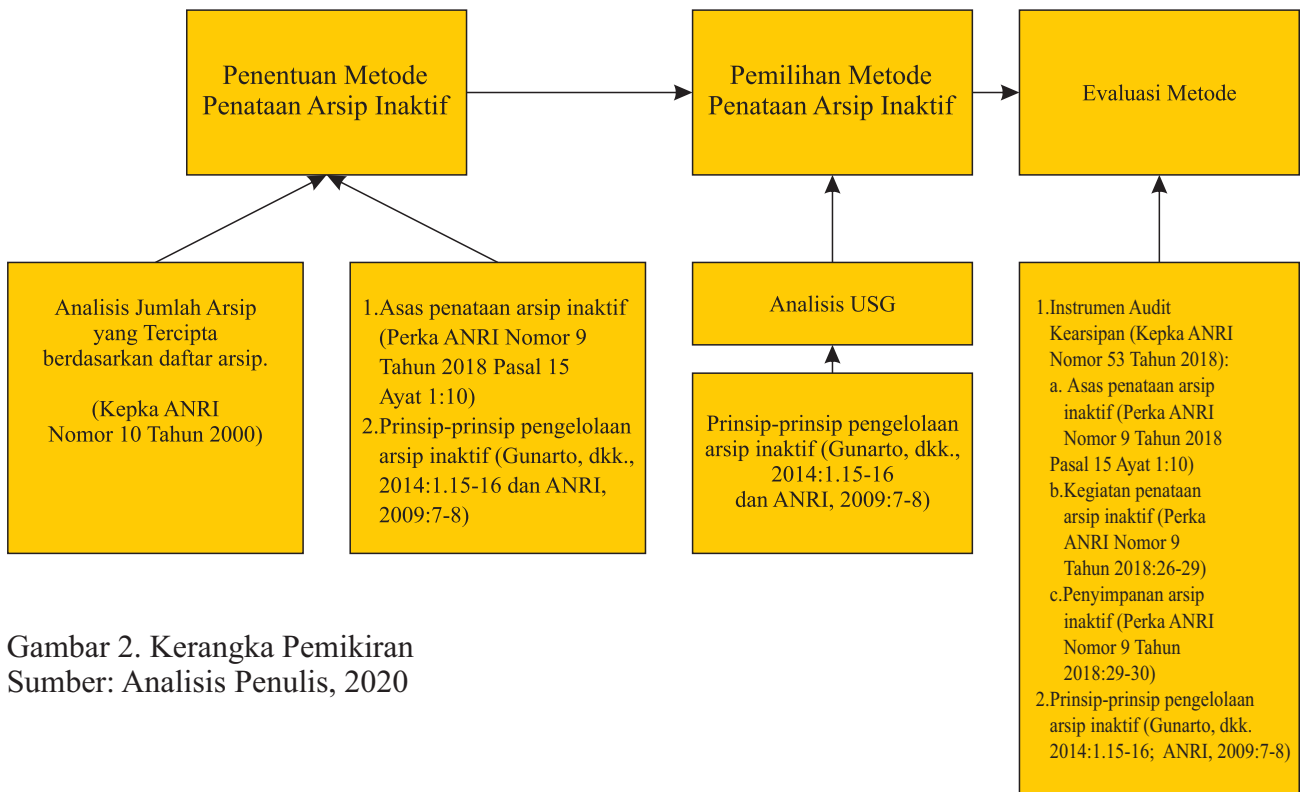 Penentuan Metode
Penataan Arsip Inaktif
Pemilihan Metode
Penataan Arsip Inaktif
Evaluasi Metode
Analisis Jumlah Arsip
yang Tercipta
berdasarkan daftar arsip.
(Kepka ANRI
Nomor 10 Tahun 2000)
1.Asas penataan arsip inaktif
(Perka ANRI Nomor 9
Tahun 2018 Pasal 15
Ayat 1:10)
2.Prinsip-prinsip pengelolaan
arsip inaktif (Gunarto, dkk.,
2014:1.15-16 dan ANRI,
2009:7-8)
Analisis USG
Prinsip-prinsip pengelolaan
arsip inaktif (Gunarto, dkk.,
2014:1.15-16
dan ANRI, 2009:7-8)
1.Instrumen Audit
Kearsipan (Kepka ANRI
Nomor 53 Tahun 2018):
a. Asas penataan arsip
inaktif (Perka ANRI
Nomor 9 Tahun 2018
Pasal 15 Ayat 1:10)
b.Kegiatan penataan
arsip inaktif (Perka
ANRI Nomor 9
Tahun 2018:26-29)
c.Penyimpanan arsip
inaktif (Perka ANRI
Nomor 9 Tahun
2018:29-30)
2.Prinsip-prinsip pengelolaan
arsip inaktif (Gunarto, dkk.
2014:1.15-16; ANRI, 2009:7-8)
Gambar 2. Kerangka Pemikiran
Sumber: Analisis Penulis, 2020